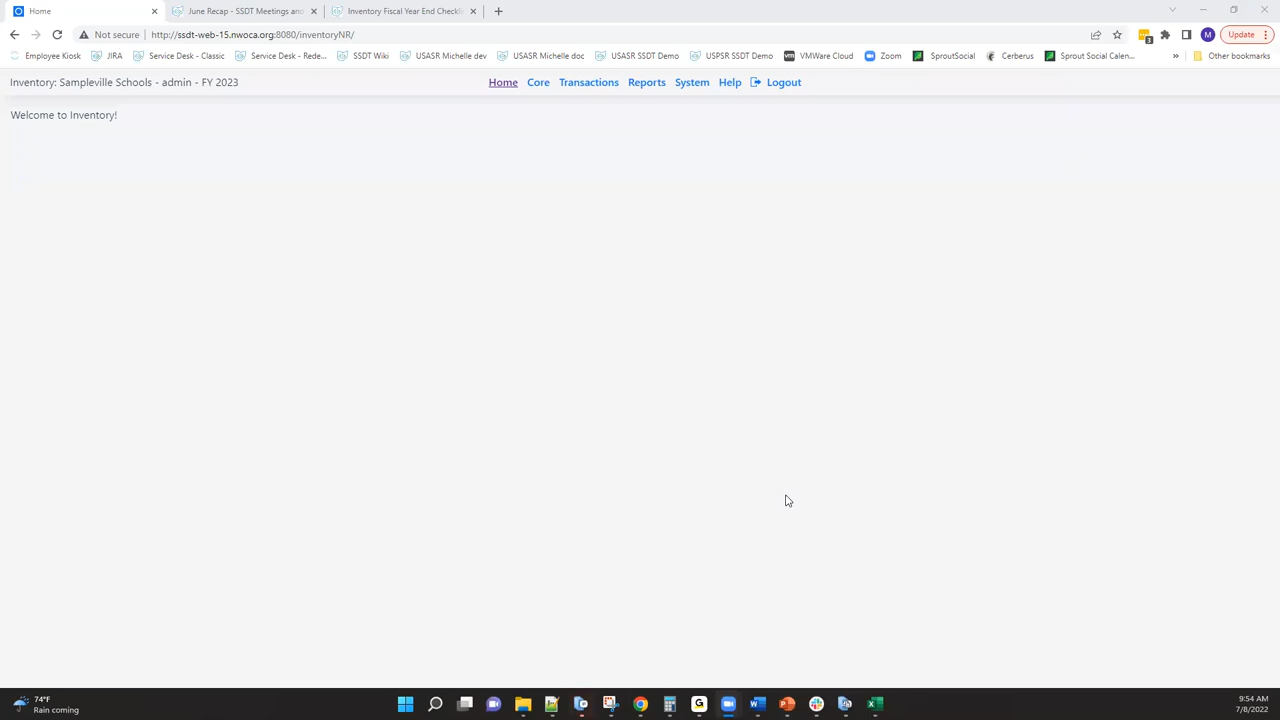 Home
June Recap - SSDT Meetings and
Inventory Fiscal Year End Checkli
Not secure
http://ssdt-web-15.nwoca.org:8080/inventoryNR/
3
M
Update
Employee Kiosk
JIRA
Service Desk - Classic
Service Desk - Rede...
SSDT Wiki
USASR Michelle dev
USASR Michelle doc
USASR SSDT Demo
USPSR SSDT Demo
vm VMWare Cloud
Zoom
SproutSocial
Cerberus
Sprout Social Calen...
»
Other bookmarks
Inventory: Sampleville Schools - admin - FY 2023
Home
Core
Transactions
Reports
System
Help
Logout
Welcome to Inventory!
74°F
Rain coming
G
9:54 AM
7/8/2022